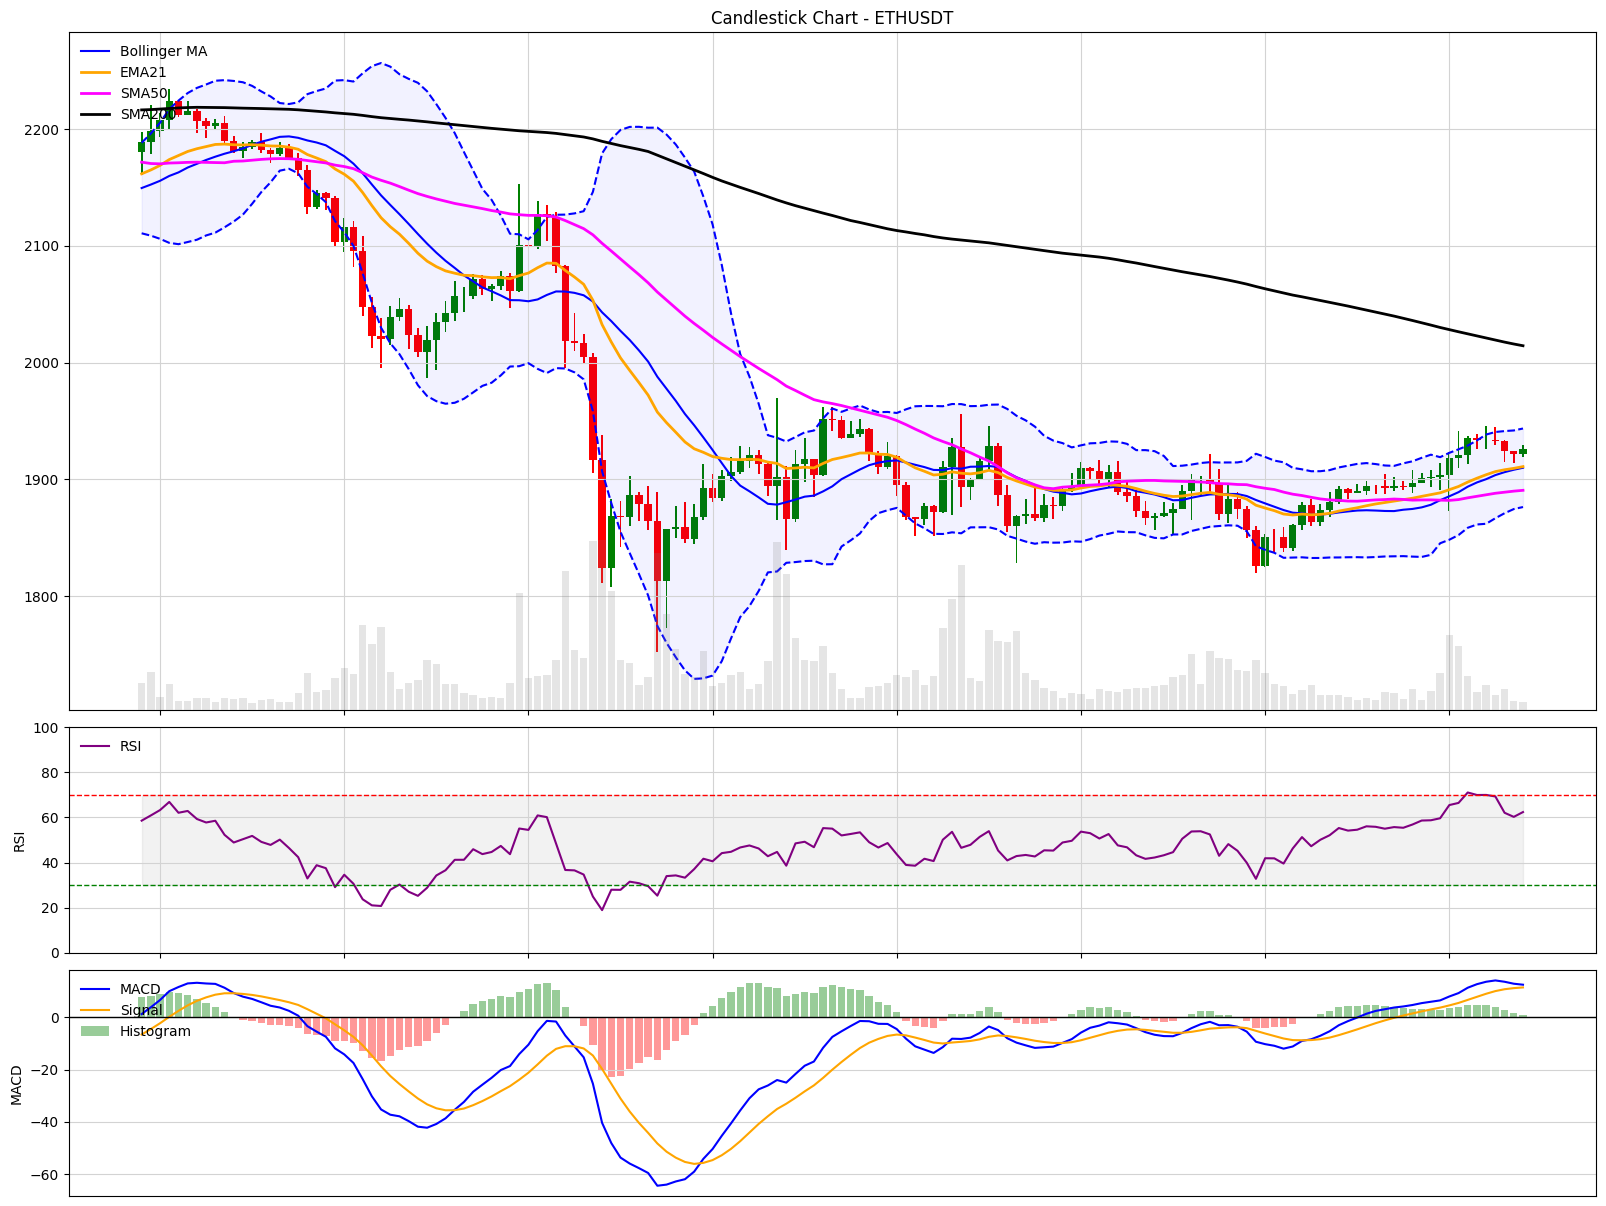 Candlestick Chart - ETHUSDT
Bollinger MA
EMA21
SMA50
SMA200
2200
2100
2000
1900
1800
RSI
100
80
60
40
20
0
RSI
MACD
Signal
Histogram
0
−20
−40
−60
MACD